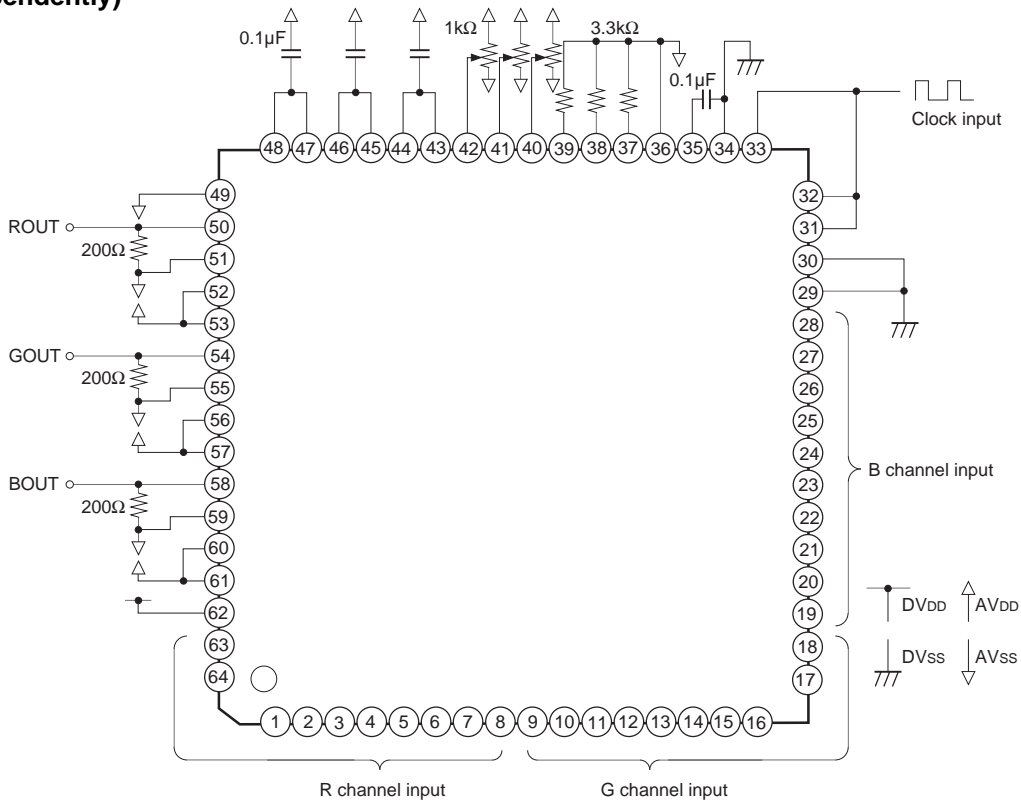 pendently)
0.1μF
1kΩ
3.3kΩ
0.1μF
Clock input
48 47 46 45 44 43 42 41 40 39 38 37 36 35 34 33
49
ROUT
50
200Ω
51
52
53
GOUT
54
200Ω
55
56
57
BOUT
58
200Ω
59
60
61
62
63
64
32
31
30
29
28
27
26
25
24
23
22
21
20
19
18
17
B channel input
DVDD
AVDD
DVSS
AVSS
1 2 3 4 5 6 7 8 9 10 11 12 13 14 15 16
R channel input
G channel input